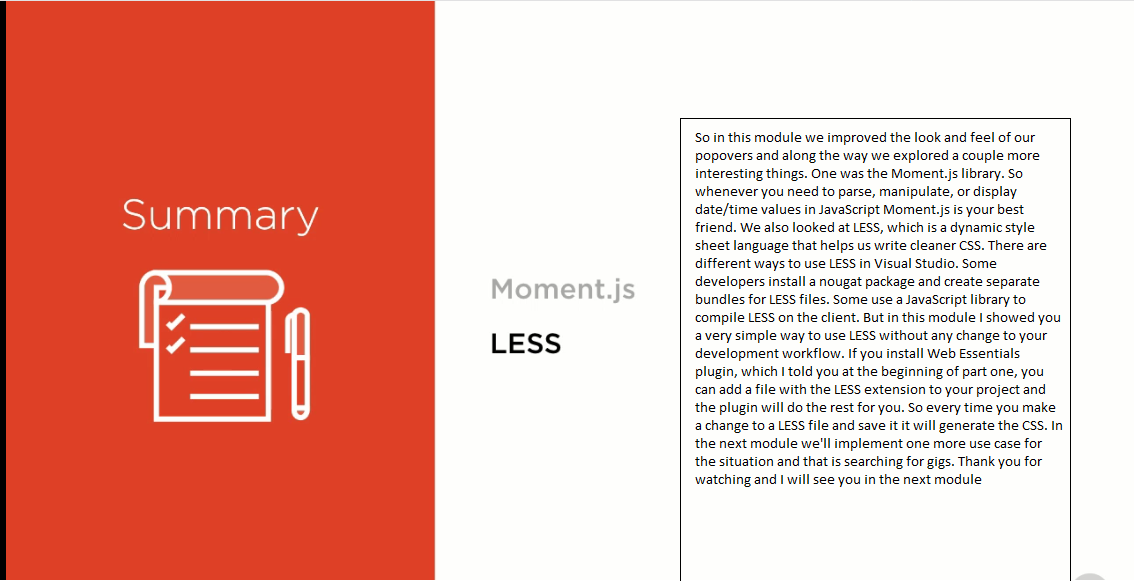 Summary
Moment.js
LESS
So in this module we improved the look and feel of our
popovers and along the way we explored a couple more
interesting things. One was the Moment.js library. So
whenever you need to parse, manipulate, or display
date/time values in JavaScript Moment.js is your best
friend. We also looked at LESS, which is a dynamic style
sheet language that helps us write cleaner CSS. There are
different ways to use LESS in Visual Studio. Some
developers install a nougat package and create separate
bundles for LESS files. Some use a JavaScript library to
compile LESS on the client. But in this module I showed you
a very simple way to use LESS without any change to your
development workflow. If you install Web Essentials
plugin, which I told you at the beginning of part one, you
can add a file with the LESS extension to your project and
the plugin will do the rest for you. So every time you make
a change to a LESS file and save it it will generate the CSS. In
the next module we'll implement one more use case for
the situation and that is searching for gigs. Thank you for
watching and I will see you in the next module